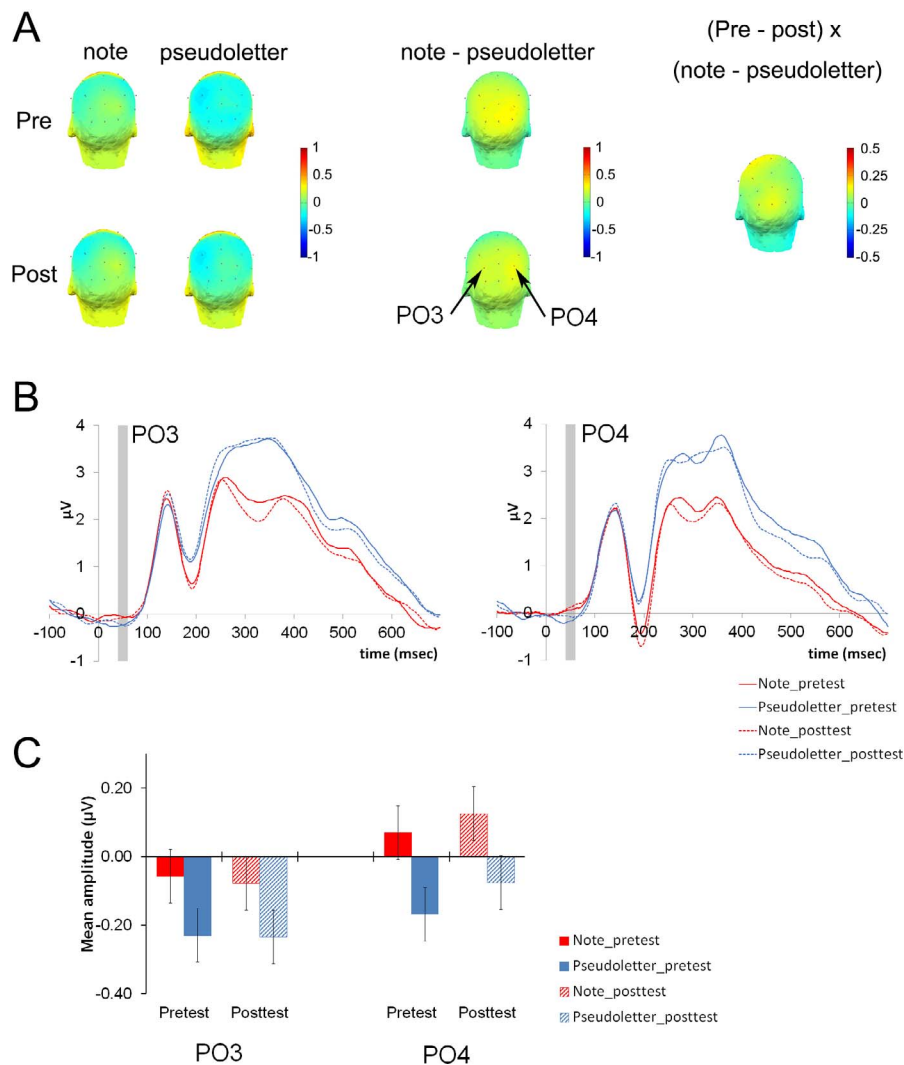 A
note pseudoletter note - pseudoletter (Pre - post) x
(note - pseudoletter)
Pre
1
0.5
0
-0.5
-1
1
0.5
0
-0.5
-1
0.5
0.25
0
-0.25
-0.5
Post
PO3 PO4
B
PO3
4
3
2
1
0
-1
µV
-100 0 100 200 300 400 500 600
time (msec)
PO4
4
3
2
1
0
-1
µV
-100 0 100 200 300 400 500 600
time (msec)
Note_pretest
Pseudoletter_pretest
Note_posttest
Pseudoletter_posttest
C
Mean amplitude (µV)
0.20
0.00
-0.20
-0.40
Pretest Posttest Pretest Posttest
PO3 PO4
Note_pretest
Pseudoletter_pretest
Note_posttest
Pseudoletter_posttest